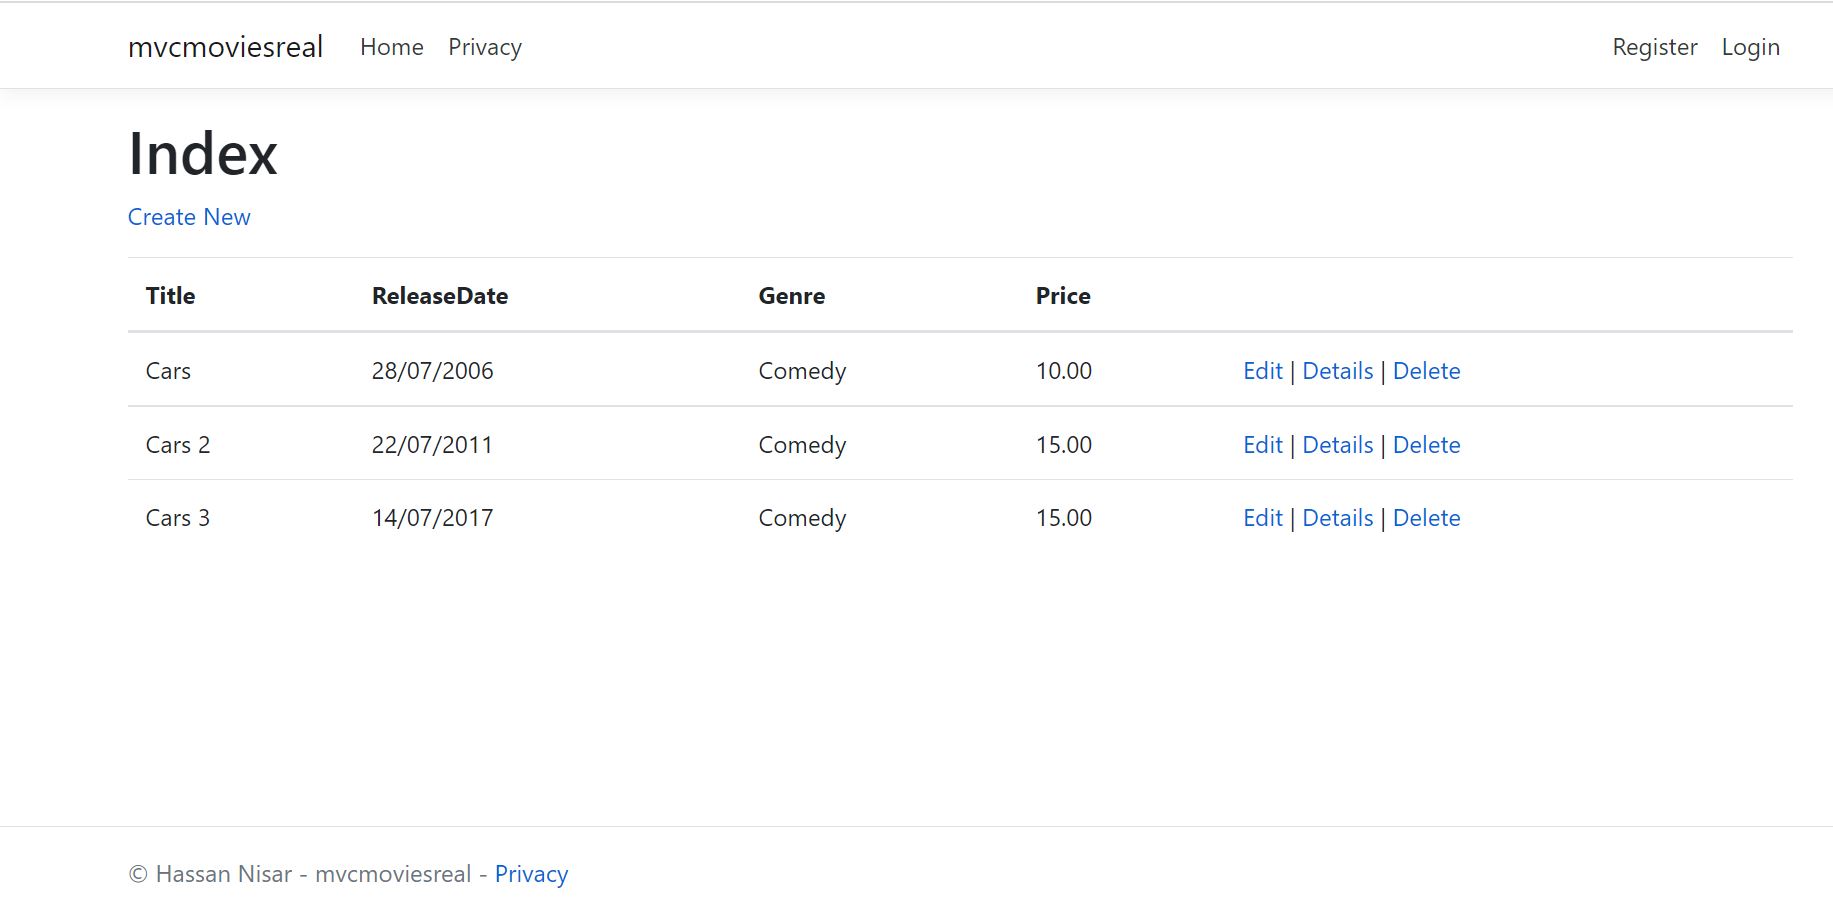 mvcmoviesreal Home Privacy Register Login
Index
Create New
Title ReleaseDate Genre Price
Cars 28/07/2006 Comedy 10.00 Edit | Details | Delete
Cars 2 22/07/2011 Comedy 15.00 Edit | Details | Delete
Cars 3 14/07/2017 Comedy 15.00 Edit | Details | Delete
© Hassan Nisar - mvcmoviesreal - Privacy